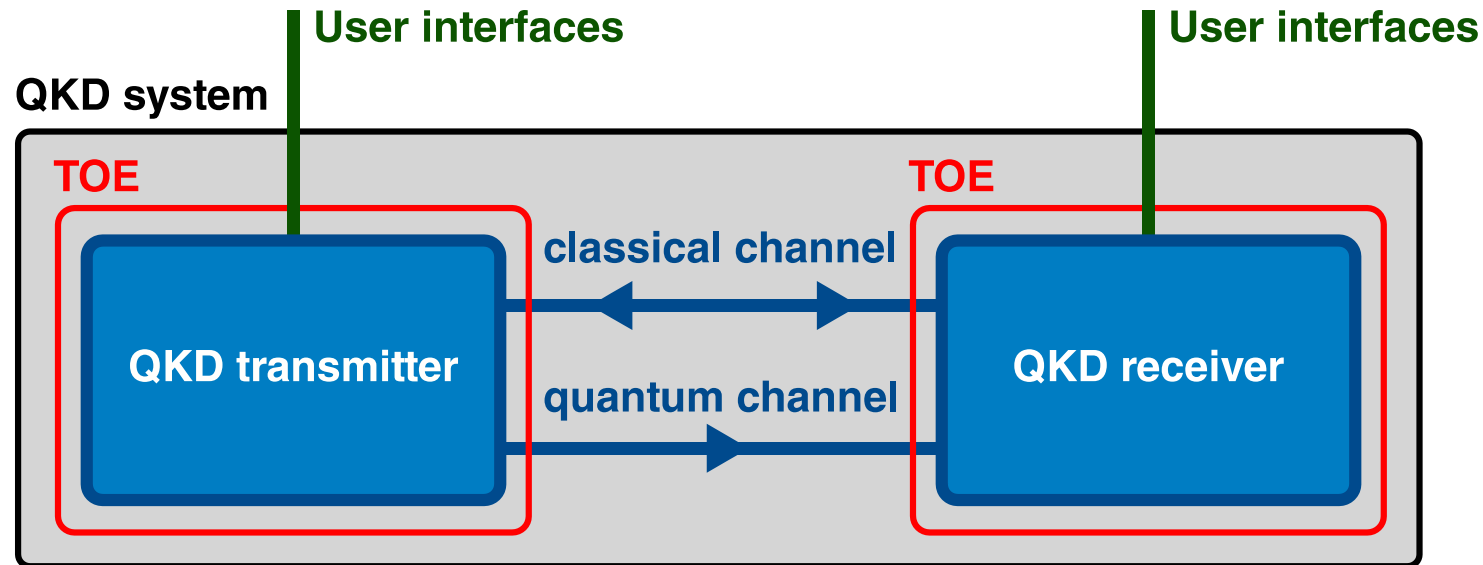 User interfaces
User interfaces
QKD system
TOE
TOE
classical channel
QKD transmitter
QKD receiver
quantum channel